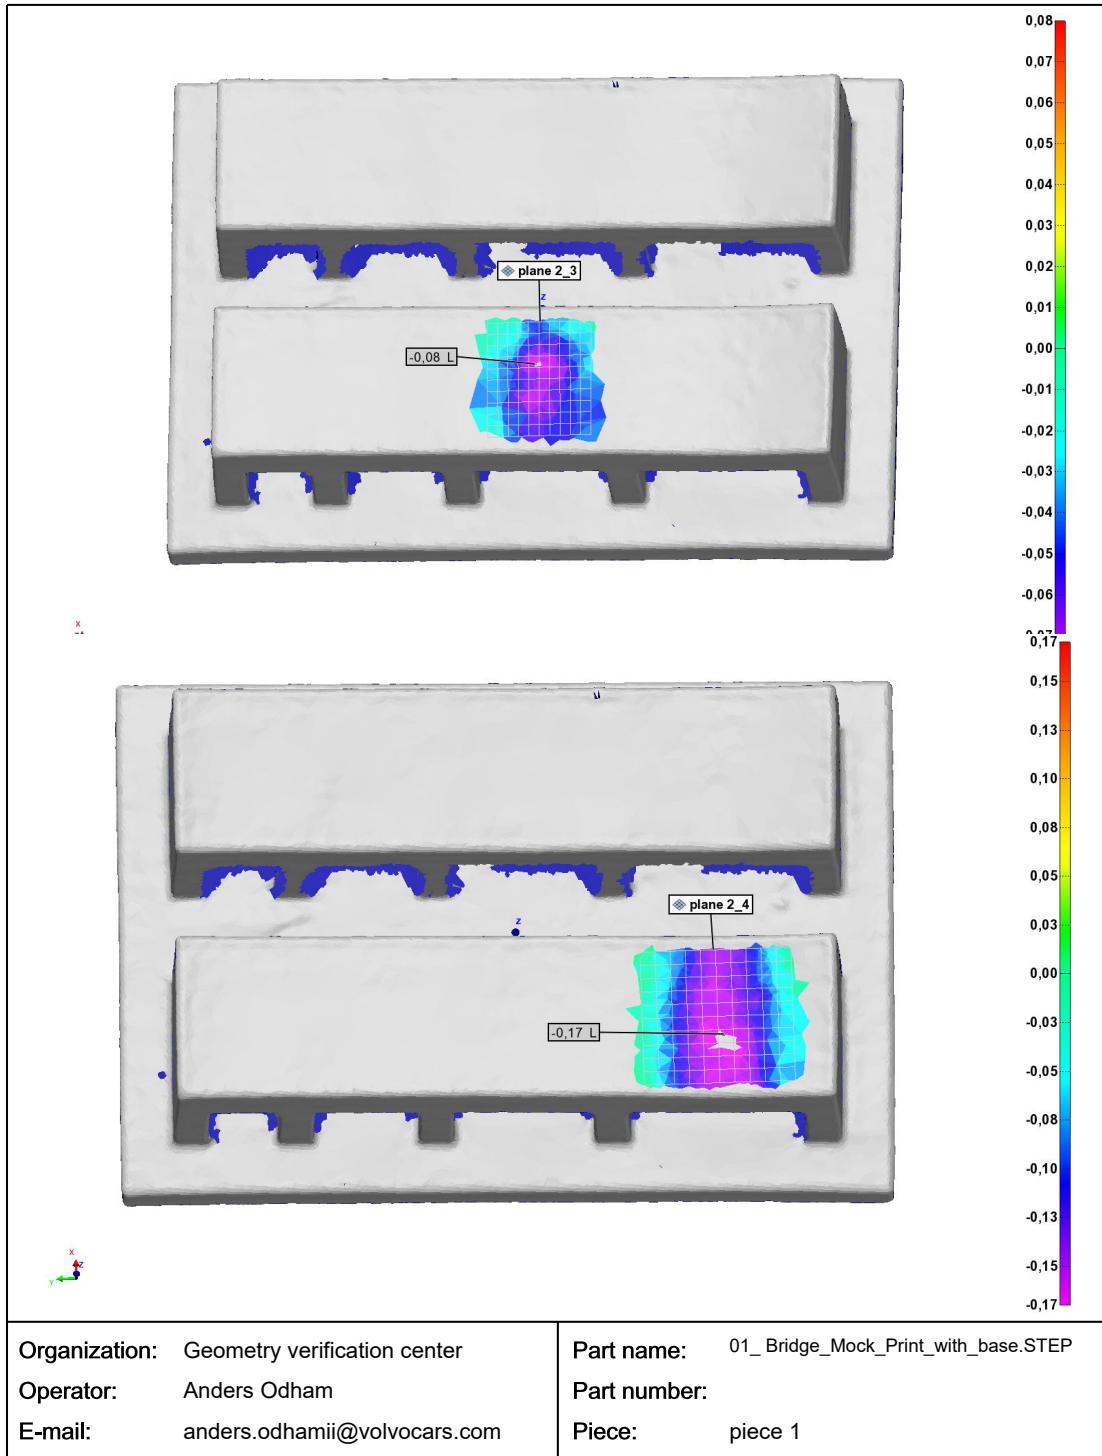 0,08
0,07
0,06
0,05
0,04
0,03
0,02
0,01
0,00
-0,01
-0,02
-0,03
-0,04
-0,05
-0,06
plane 2_3
z
-0,08 L
X
0,17
0,15
0,13
0,10
0,08
0,05
0,03
0,00
-0,03
-0,05
-0,08
-0,10
-0,13
-0,15
-0,17
plane 2_4
z
-0,17 L
X
Z
Y
Organization: Geometry verification center
Operator: Anders Odham
E-mail: anders.odhamii@volvocars.com
Part name: 01_ Bridge_Mock_Print_with_base.STEP
Part number:
Piece: piece 1